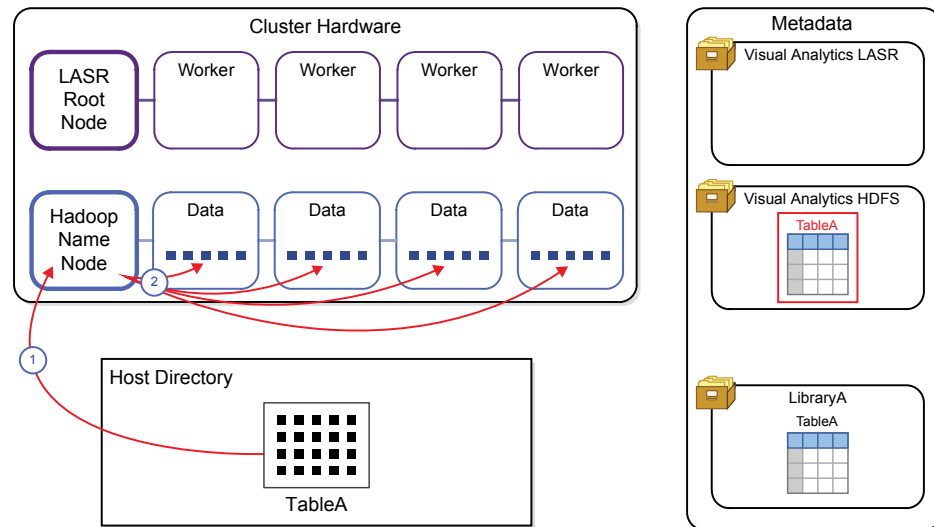 Cluster Hardware
LASR
Root
Node
Worker
Worker
Worker
Worker
Hadoop
Name
Node
Data
Data
Data
Data
2
1
Host Directory
TableA
Metadata
Visual Analytics LASR
Visual Analytics HDFS
TableA
LibraryA
TableA